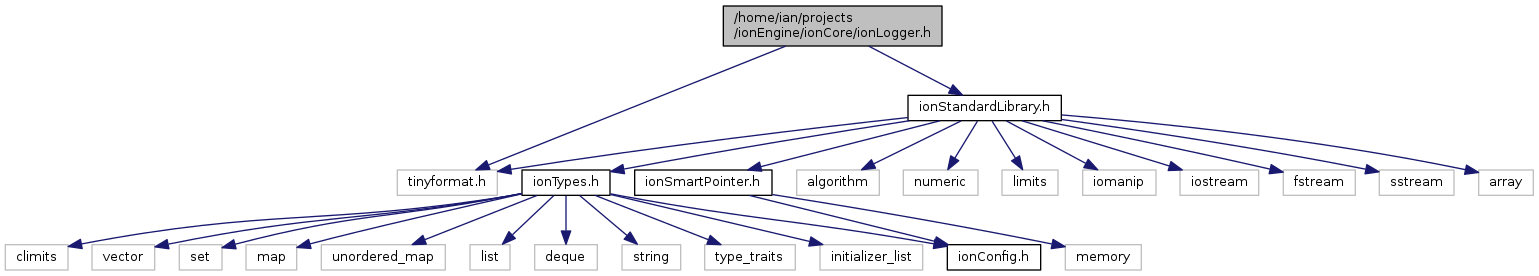 /home/ian/projects
/ionEngine/ionCore/ionLogger.h
ionStandardLibrary.h
tinyformat.h
ionTypes.h
ionSmartPointer.h
algorithm
numeric
limits
iomanip
iostream
fstream
sstream
array
climits
vector
set
map
unordered_map
list
deque
string
type_traits
initializer_list
ionConfig.h
memory